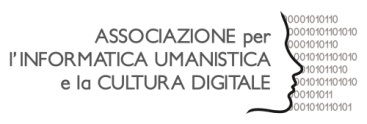 ASSOCIAZIONE per
l'INFORMATICA UMANISTICA
e la CULTURA DIGITALE